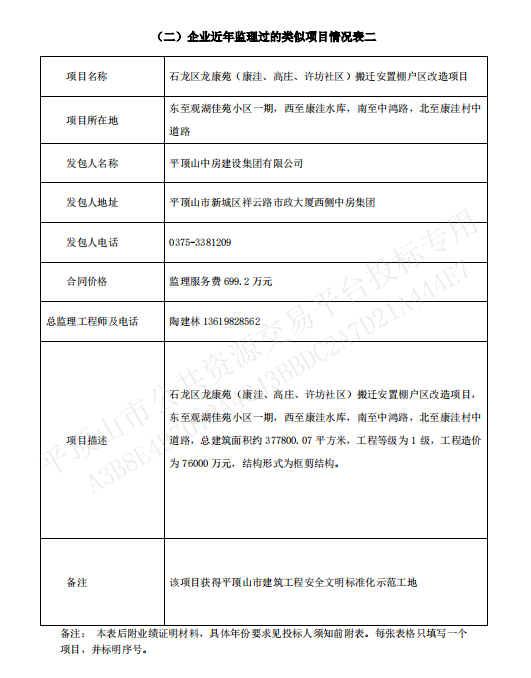 （二）企业近年监理过的类似项目情况表二
项目名称
石龙区龙康苑（康洼、高庄、许坊社区）搬迁安置棚户区改造项目
项目所在地
东至观湖佳苑小区一期，西至康洼水库，南至中鸿路，北至康洼村中
道路
发包人名称
平顶山中房建设集团有限公司
发包人地址
平顶山市新城区祥云路市政大厦西侧中房集团
发包人电话
0375-3381209
合同价格
监理服务费 699.2 万元
总监理工程师及电话
陶建林 13619828562
项目描述
石龙区龙康苑（康洼、高庄、许坊社区）搬迁安置棚户区改造项目，
东至观湖佳苑小区一期，西至康洼水库，南至中鸿路，北至康洼村中
道路，总建筑面积约 377800.07 平方米，工程等级为 1 级，工程造价
为 76000 万元，结构形式为框剪结构。
备注
该项目获得平顶山市建筑工程安全文明标准化示范工地
备注： 本表后附业绩证明材料，具体年份要求见投标人须知前附表。每张表格只填写一个
项目，并标明序号。
平顶山市公共资源交易平台投标专用